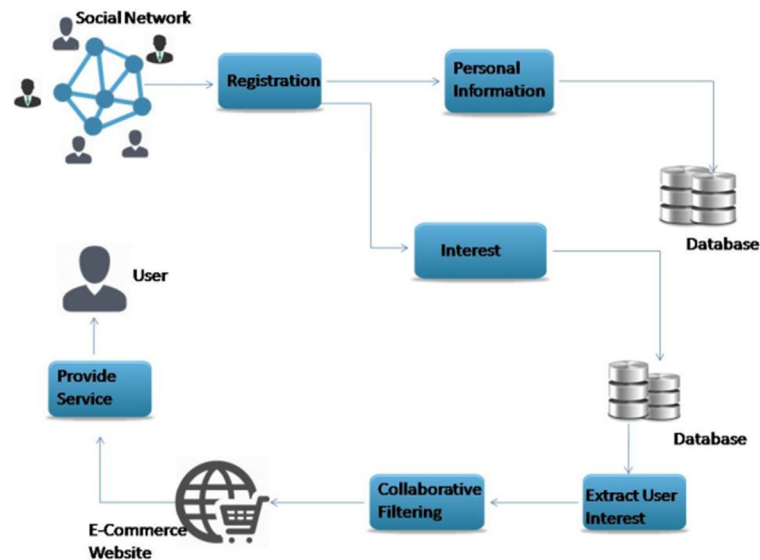 Social Network
Registration
Personal
Information
Database
Interest
User
Provide
Service
Database
Extract User
Interest
Collaborative
Filtering
E-Commerce
Website